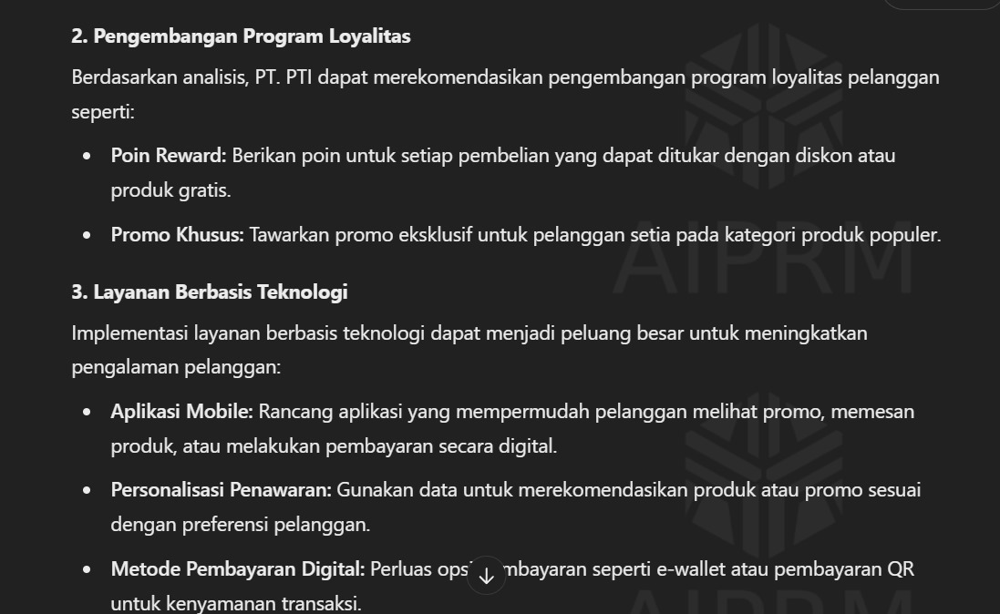 2. Pengembangan Program Loyalitas
Berdasarkan analisis, PT. PTI dapat merekomendasikan pengembangan program loyalitas pelanggan
seperti:
• Poin Reward: Berikan poin untuk setiap pembelian yang dapat ditukar dengan diskon atau
produk gratis.
• Promo Khusus: Tawarkan promo eksklusif untuk pelanggan setia pada kategori produk populer.
AIPRM
3. Layanan Berbasis Teknologi
Implementasi layanan berbasis teknologi dapat menjadi peluang besar untuk meningkatkan
pengalaman pelanggan:
• Aplikasi Mobile: Rancang aplikasi yang mempermudah pelanggan melihat promo, memesan
produk, atau melakukan pembayaran secara digital.
• Personalisasi Penawaran: Gunakan data untuk merekomendasikan produk atau promo sesuai
dengan preferensi pelanggan.
• Metode Pembayaran Digital: Perluas seperti e-wallet atau pembayaran QR
untuk kenyamanan transaksi.
AIPRM